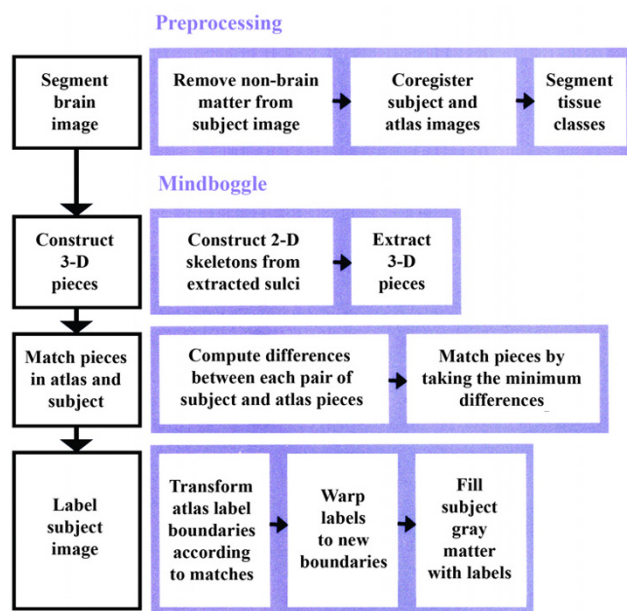 Preprocessing
Segment
brain
image
Remove non-brain
matter from
subject image
Coregister
subject and
atlas images
Segment
tissue
classes
Mindboggle
Construct
3-D
pieces
Construct 2-D
skeletons from
extracted sulci
Extract
3-D
pieces
Match pieces
in atlas and
subject
Compute differences
between each pair of
subject and atlas pieces
Match pieces by
taking the minimum
differences
Label
subject
image
Transform
atlas label
boundaries
according
to matches
Warp
labels
to new
boundaries
Fill
subject
gray
matter
with labels